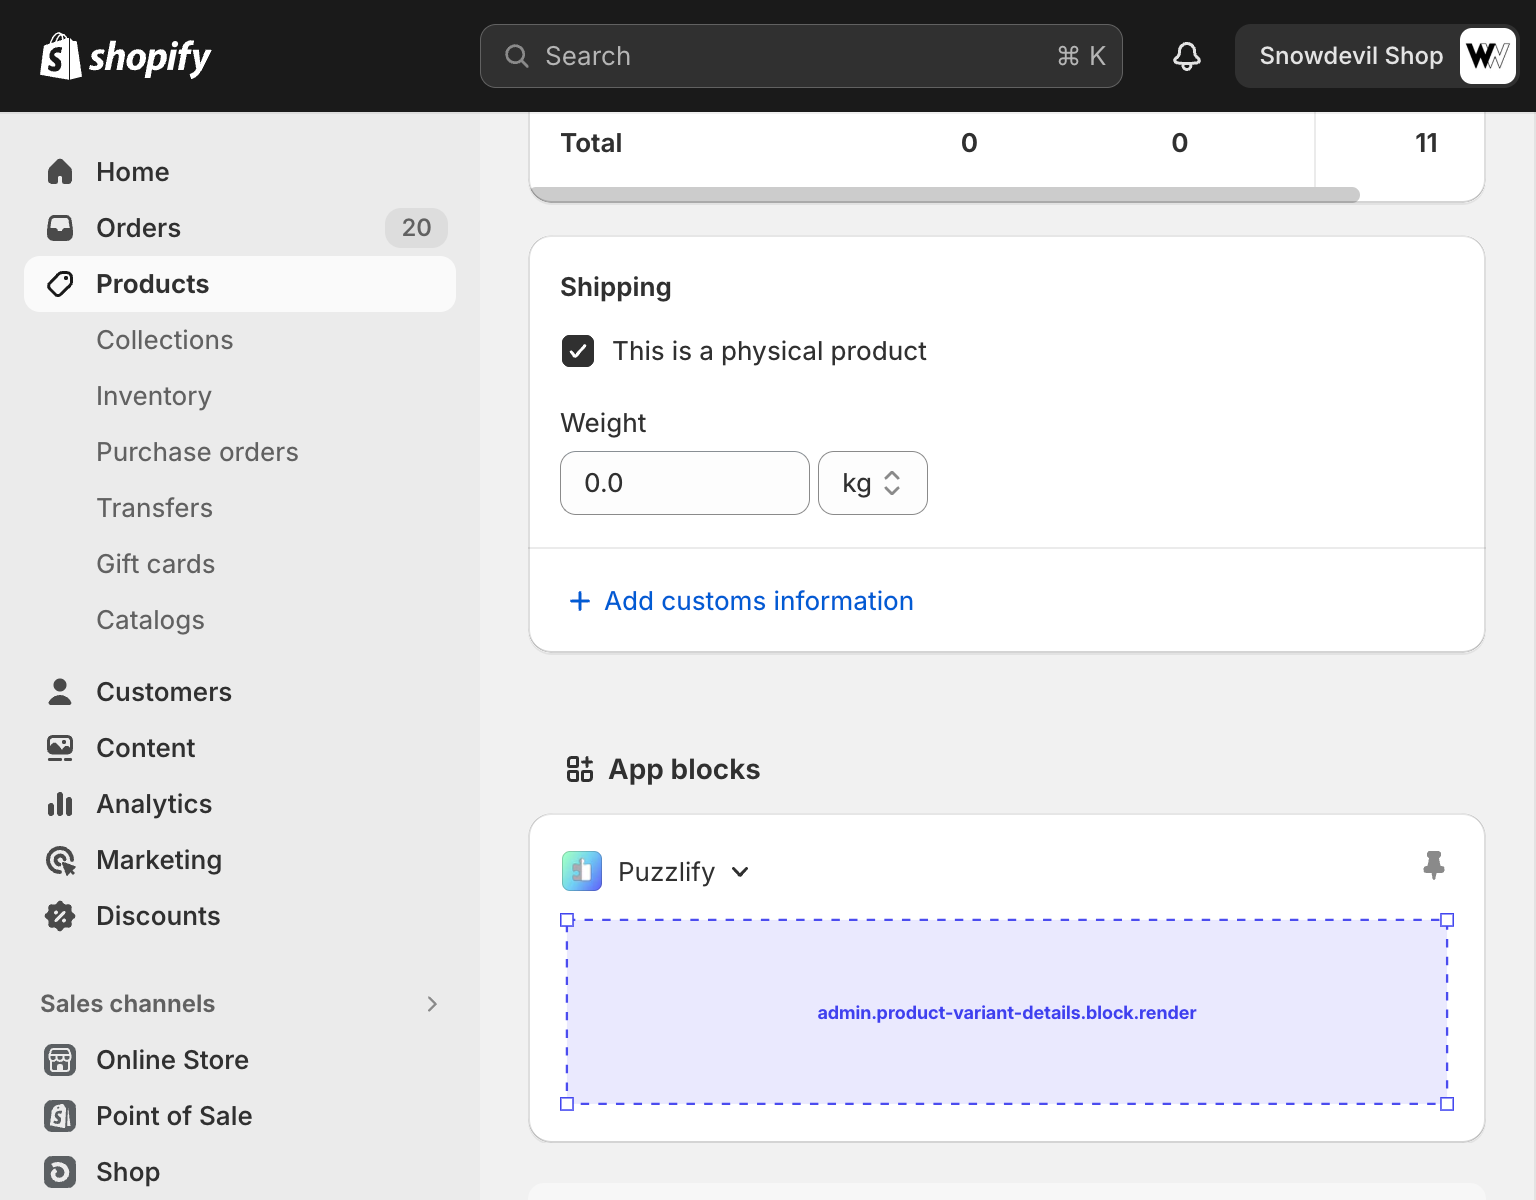 shopify
Search
⌘ K
Snowdevil Shop
Home
Orders
20
Products
Collections
Inventory
Purchase orders
Transfers
Gift cards
Catalogs
Customers
Content
Analytics
Marketing
Discounts
Sales channels
Online Store
Point of Sale
Shop
Total 0 0 11
Shipping
This is a physical product
Weight
0.0 kg
+ Add customs information
App blocks
Puzzlify
admin.product-variant-details.block.render